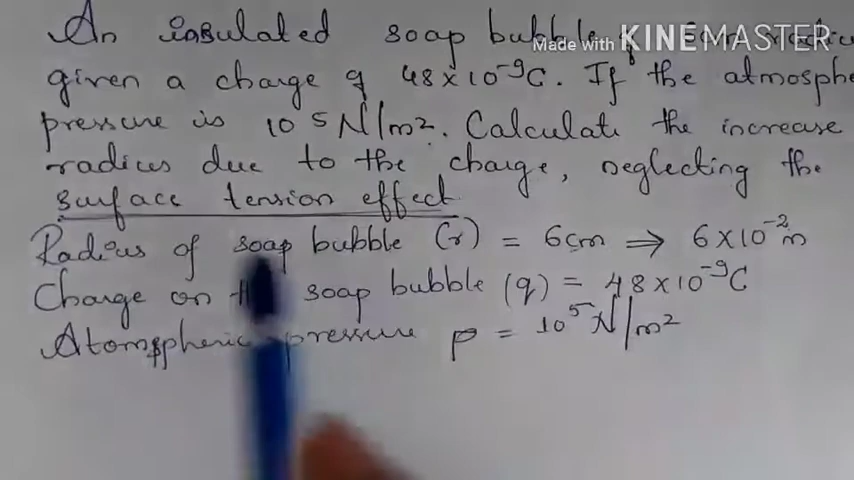 An insulated soap bubble
given a charge of 48×10⁻⁹C. If the atmosphe
pressure is 10⁵ N/m². Calculate the increase
radius due to the charge, neglecting the
surface tension effect.
Radius of soap bubble (r) = 6cm ⇒ 6×10⁻²m
Charge on soap bubble (q) = 48×10⁻⁹C
Atomspheric pressure p = 10⁵ N/m²
Made with KINEMASTER